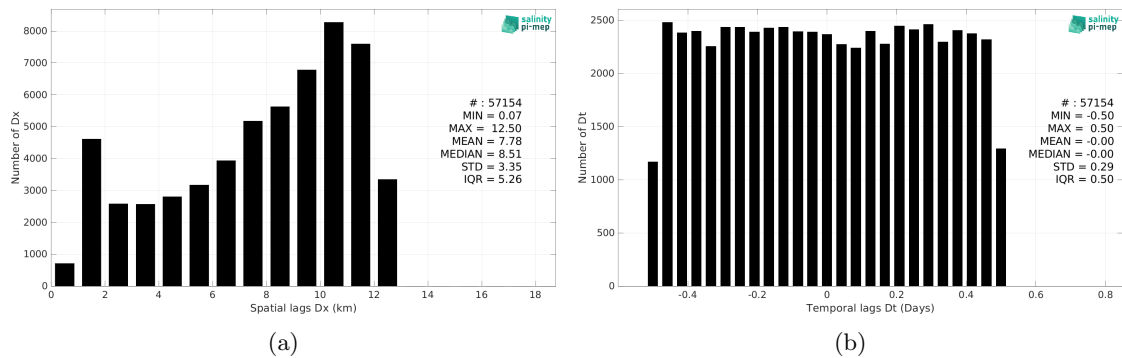 8000
7000
6000
5000
4000
3000
2000
1000
0
Number of Dx
0 2 4 6 8 10 12 14 16 18
Spatial lags Dx (km)
salinity
pi-mep
# : 57154
MIN = 0.07
MAX = 12.50
MEAN = 7.78
MEDIAN = 8.51
STD = 3.35
IQR = 5.26
(a)
2500
2000
1500
1000
500
0
Number of Dt
-0.4 -0.2 0 0.2 0.4 0.6 0.8
Temporal lags Dt (Days)
salinity
pi-mep
# : 57154
MIN = -0.50
MAX = 0.50
MEAN = -0.00
MEDIAN = -0.00
STD = 0.29
IQR = 0.50
(b)